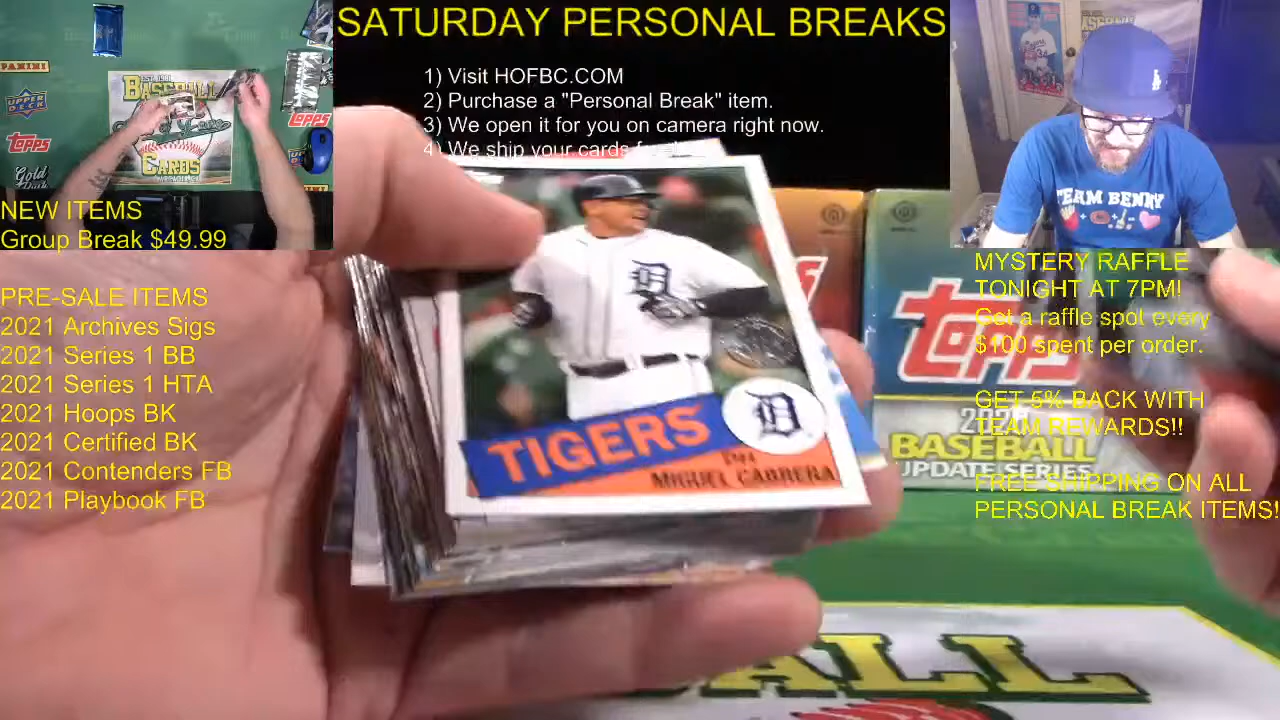 SATURDAY PERSONAL BREAKS
1) Visit HOFBC.COM
2) Purchase a "Personal Break" item.
3) We open it for you on camera right now.
4) We ship your cards
PANINI
UPPER DECK
Topps
Gold
BASEBALL
CARDS
Topps
NEW ITEMS
Group Break $49.99
PRE-SALE ITEMS
2021 Archives Sigs
2021 Series 1 BB
2021 Series 1 HTA
2021 Hoops BK
2021 Certified BK
2021 Contenders FB
2021 Playbook FB
TEAM BENNY
MYSTERY RAFFLE
TONIGHT AT 7PM!
Get a raffle spot every
$100 spent per order.
GET 5% BACK WITH
TEAM REWARDS!!
FREE SHIPPING ON ALL
PERSONAL BREAK ITEMS!
TIGERS
DH
MIGUEL CABRERA
D
D
topps
BASEBALL
UPDATE SERIES
ALL